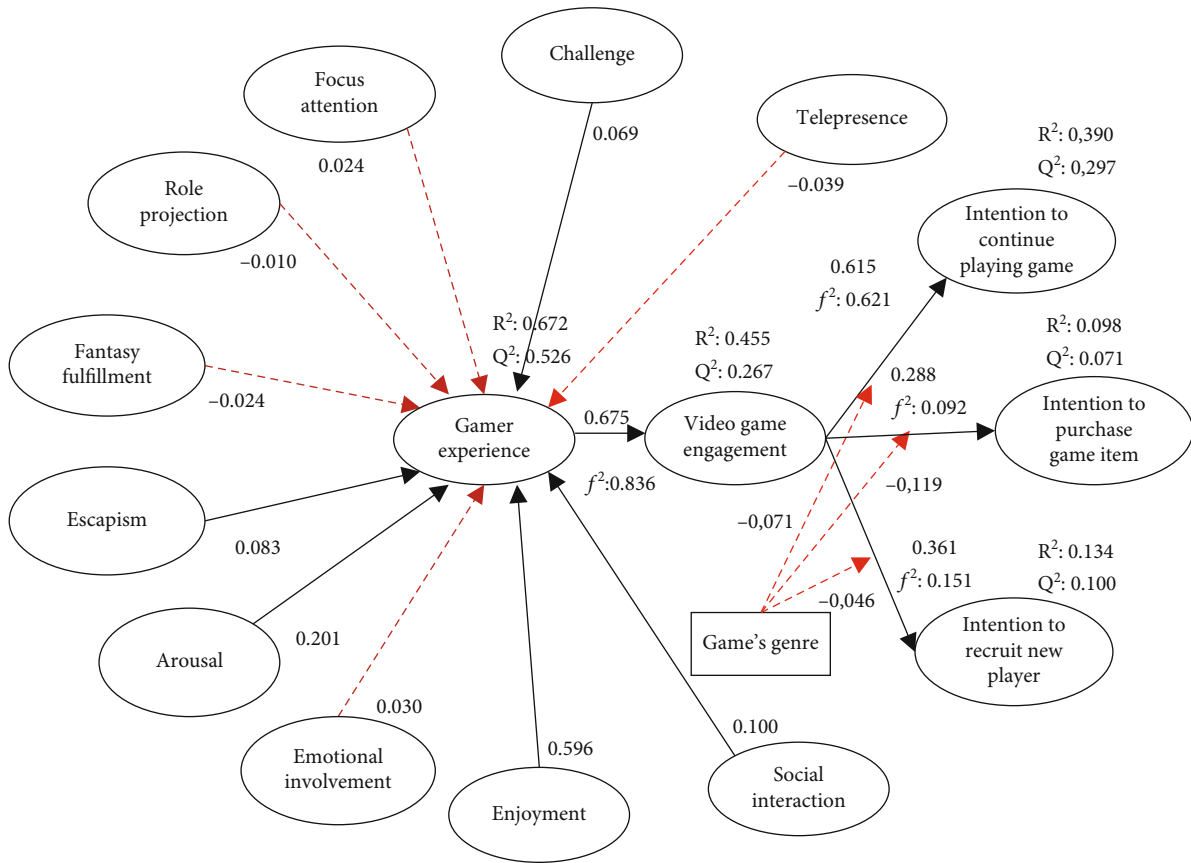 Challenge
Focus
attention
Telepresence
R²: 0,390
Q²: 0,297
0.069
0.024
–0.039
Role
projection
Intention to
continue
playing game
–0.010
0.615
f²: 0.621
R²: 0.672
Q²: 0.526
R²: 0.455
Q²: 0.267
R²: 0.098
Q²: 0.071
Fantasy
fulfillment
–0.024
0.288
f²: 0.092
Gamer
experience
0.675
f²:0.836
Video game
engagement
Intention to
purchase
game item
–0,119
Escapism
0.083
–0,071
0.361
f²: 0.151
R²: 0.134
Q²: 0.100
–0,046
Game’s genre
Intention to
recruit new
player
Arousal
0.201
0.030
0.596
0.100
Emotional
involvement
Enjoyment
Social
interaction